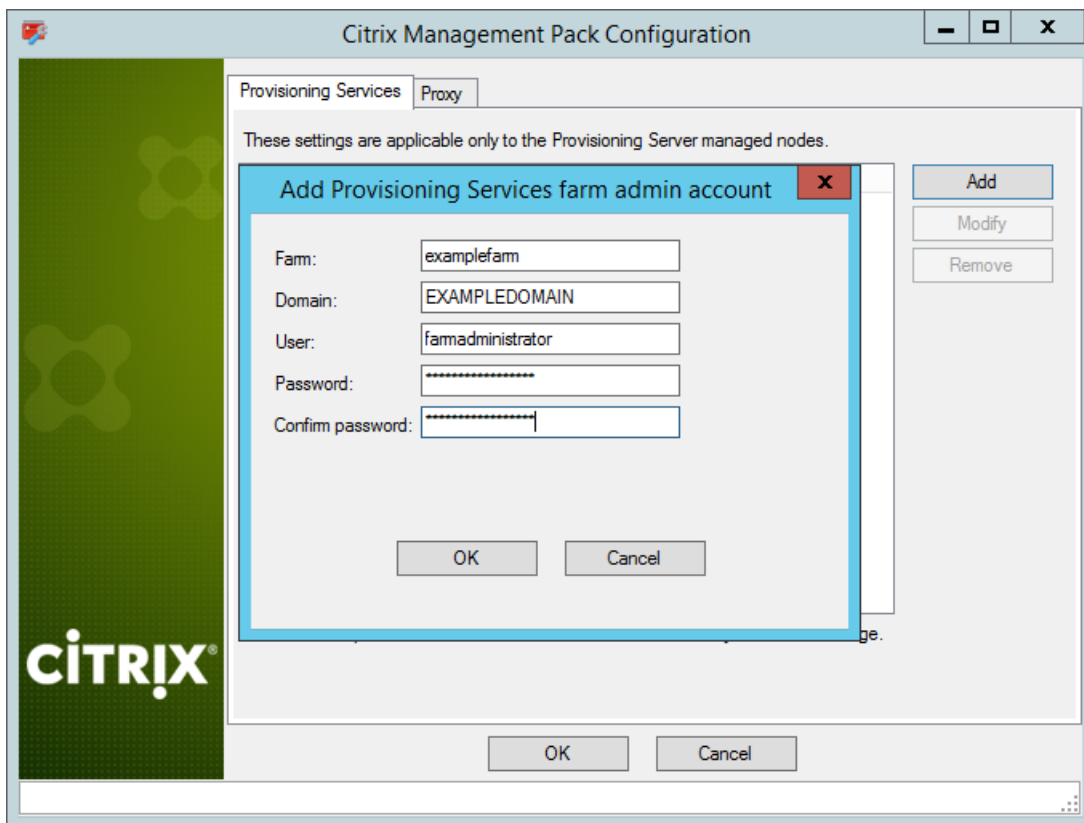 Citrix Management Pack Configuration
Provisioning Services Proxy
These settings are applicable only to the Provisioning Server managed nodes.
Add Provisioning Services farm admin account x
Farm: examplefarm
Domain: EXAMPLEDOMAIN
User: farmadministrator
Password: *****************
Confirm password: *****************
OK Cancel
Add
Modify
Remove
CİTRIX®
OK Cancel